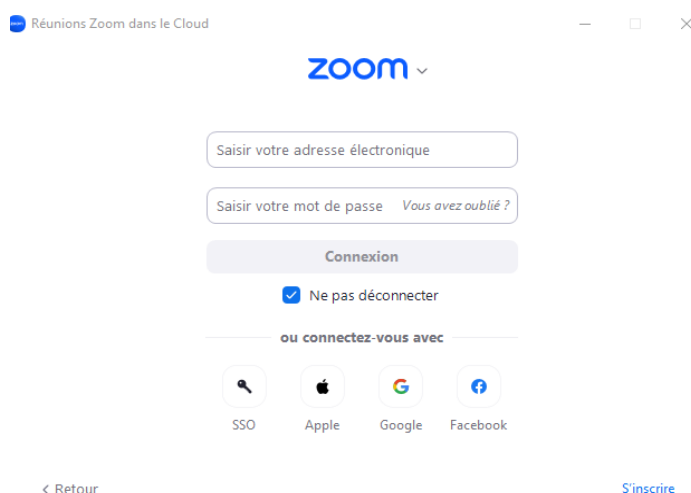 zoom Réunions Zoom dans le Cloud
zoom
Saisir votre adresse électronique
Saisir votre mot de passe Vous avez oublié ?
Connexion
Ne pas déconnecter
ou connectez-vous avec
SSO Apple Google Facebook
< Retour S'inscrire